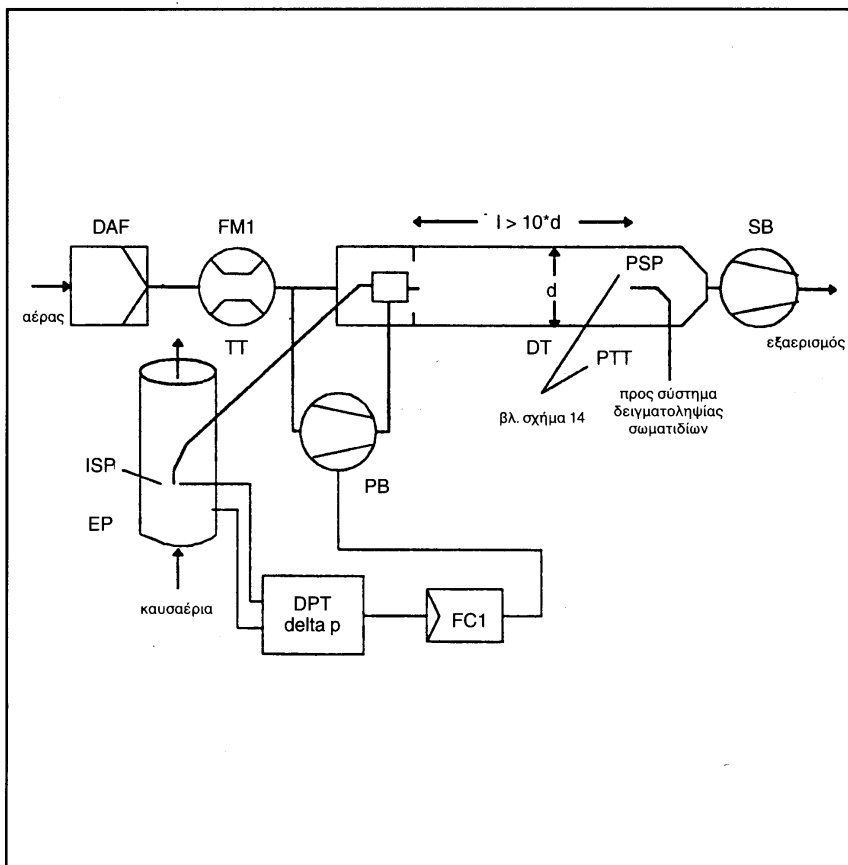 l > 10*d
DAF
FM1
SB
PSP
d
αέρας
TT
DT
PTT
εξαερισμός
προς σύστημα
δειγματοληψίας
σωματιδίων
βλ. σχήμα 14
ISP
PB
EP
καυσαέρια
DPT
delta p
FC1